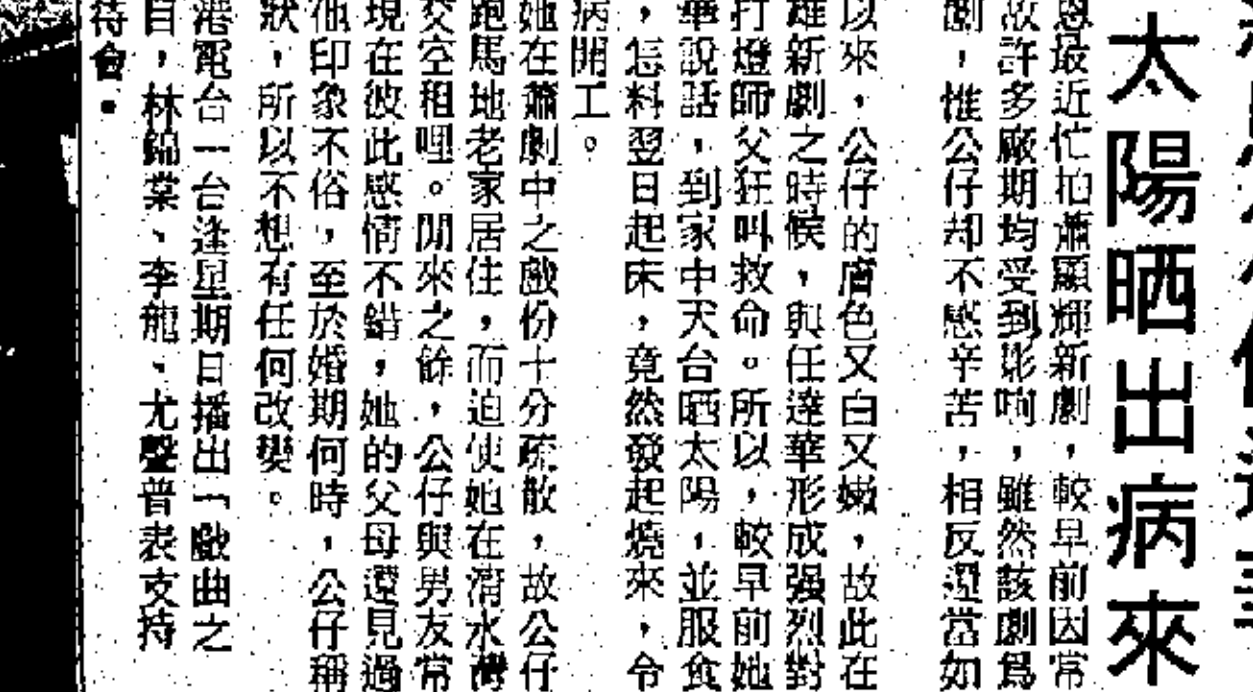 太陽晒出病來
恩最近忙拍蕭顯輝新劇，較早前因常
故許多廠期均受到影响，雖然該劇爲
劇，惟公仔却不感辛苦，相反還當如
以來，公仔的膚色又白又嫩，故此在
雄新劇之時候，與任達華形成强烈對
打燈師父狂叫救命。所以，較早前她
華說話，到家中天台晒太陽，並服食
，怎料翌日起床，竟然發起燒來，令
病開工。
她在蕭劇中之戲份十分疏散，故公仔
跑馬地老家居住，而迫使她在清水灣
交空租哩。閒來之餘，公仔與男友常
現在彼此感情不錯，她的父母還見過
他印象不俗，至於婚期何時，公仔稱
狀，所以不想有任何改變。
港電台一台逢星期日播出「戲曲之
目，林錦棠、李龍、尤聲普表支持
待會。